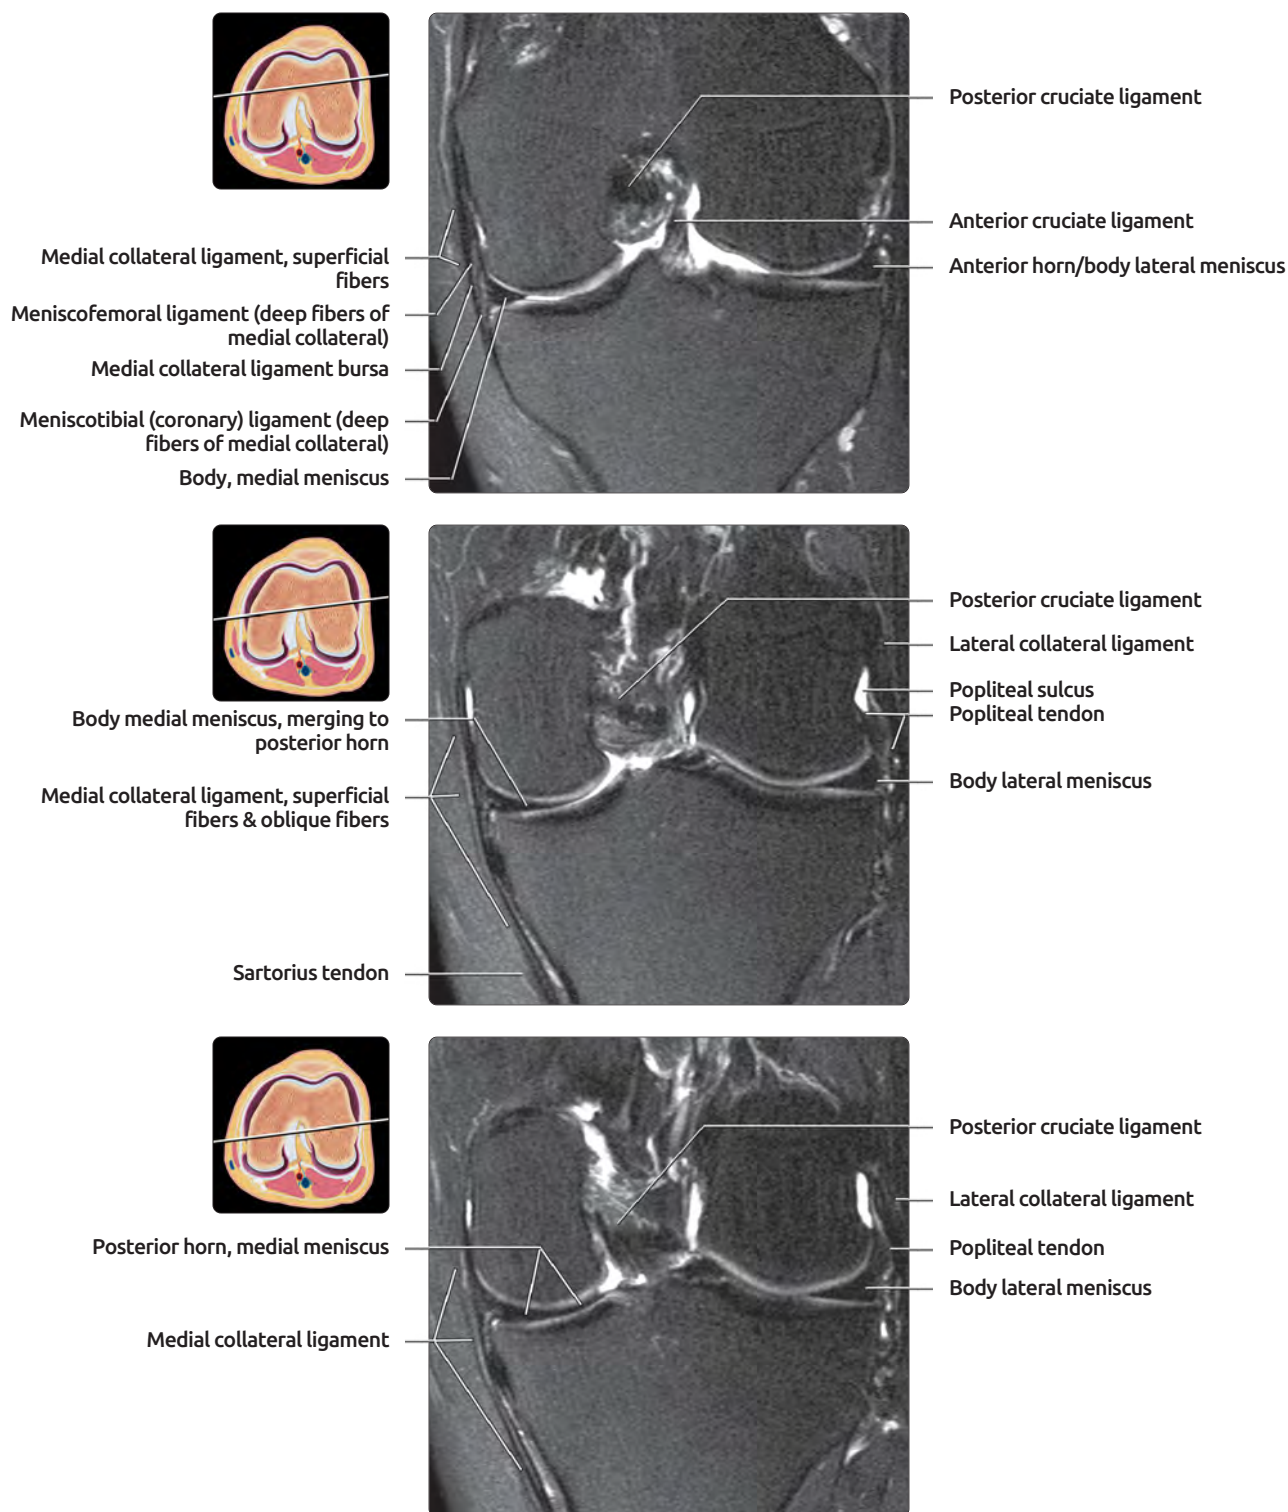 Posterior cruciate ligament
Anterior cruciate ligament
Anterior horn/body lateral meniscus
Medial collateral ligament, superficial
fibers
Meniscofemoral ligament (deep fibers of
medial collateral)
Medial collateral ligament bursa
Meniscotibial (coronary) ligament (deep
fibers of medial collateral)
Body, medial meniscus
Posterior cruciate ligament
Lateral collateral ligament
Popliteal sulcus
Popliteal tendon
Body lateral meniscus
Body medial meniscus, merging to
posterior horn
Medial collateral ligament, superficial
fibers & oblique fibers
Sartorius tendon
Posterior cruciate ligament
Lateral collateral ligament
Popliteal tendon
Body lateral meniscus
Posterior horn, medial meniscus
Medial collateral ligament